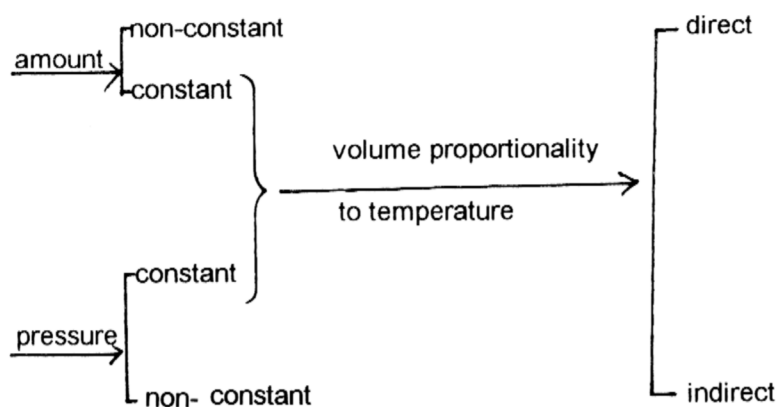 non-constant
direct
amount
constant
volume proportionality
to temperature
constant
pressure
non- constant
indirect